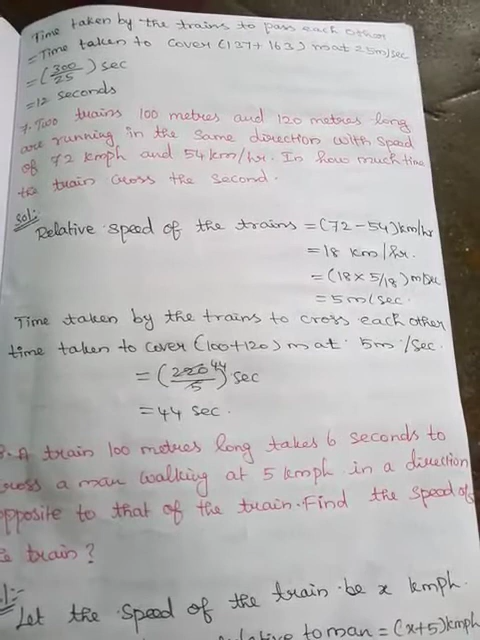 Time taken by the trains to pass each other
= Time taken to cover (137+ 163) m at 25m/sec
= (300/25) sec
=12 seconds
7. Two trains 100 metres and 120 metres long
are running in the same direction with speed
of 72 kmph and 54 km/hr. In how much time
the train cross the second.
Sol:
Relative speed of the trains = (72 - 54)km/hr
= 18 km/hr.
= (18 x 5/18) m/sec
= 5m/sec.
Time taken by the trains to cross each other
time taken to cover (100+120) m at 5m/sec.
= (220/5)44 sec
= 44 sec.
8. A train 100 metres long takes 6 seconds to
cross a man walking at 5 kmph in a direction
opposite to that of the train. Find the speed of
train?
Let the speed of the train be x kmph.
to man = (x+5)kmph